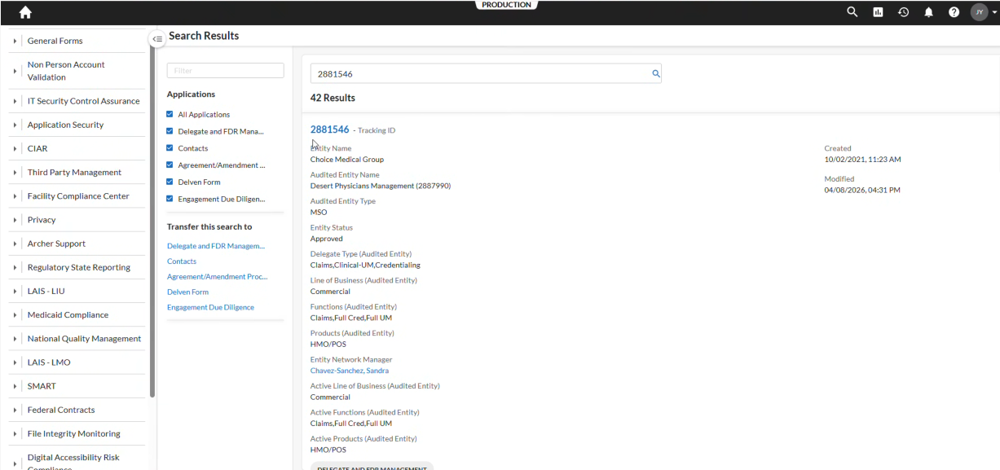 PRODUCTION
JY
General Forms
Non Person Account
Validation
IT Security Control Assurance
Application Security
CIAR
Third Party Management
Facility Compliance Center
Privacy
Archer Support
Regulatory State Reporting
LAIS - LIU
Medicaid Compliance
National Quality Management
LAIS - LMO
SMART
Federal Contracts
File Integrity Monitoring
Digital Accessibility Risk
Compliance
Search Results
Filter
Applications
All Applications
Delegate and FDR Mana...
Contacts
Agreement/Amendment ...
Delven Form
Engagement Due Diligen...
Transfer this search to
Delegate and FDR Managem...
Contacts
Agreement/Amendment Proc...
Delven Form
Engagement Due Diligence
2881546
42 Results
2881546 - Tracking ID
Entity Name
Choice Medical Group
Audited Entity Name
Desert Physicians Management (2887990)
Audited Entity Type
MSO
Entity Status
Approved
Delegate Type (Audited Entity)
Claims,Clinical-UM,Credentialing
Line of Business (Audited Entity)
Commercial
Functions (Audited Entity)
Claims,Full Cred,Full UM
Products (Audited Entity)
HMO/POS
Entity Network Manager
Chavez-Sanchez, Sandra
Active Line of Business (Audited Entity)
Commercial
Active Functions (Audited Entity)
Claims,Full Cred,Full UM
Active Products (Audited Entity)
HMO/POS
DELEGATE AND FDR MANAGEMENT
Created
10/02/2021, 11:23 AM
Modified
04/08/2026, 04:31 PM